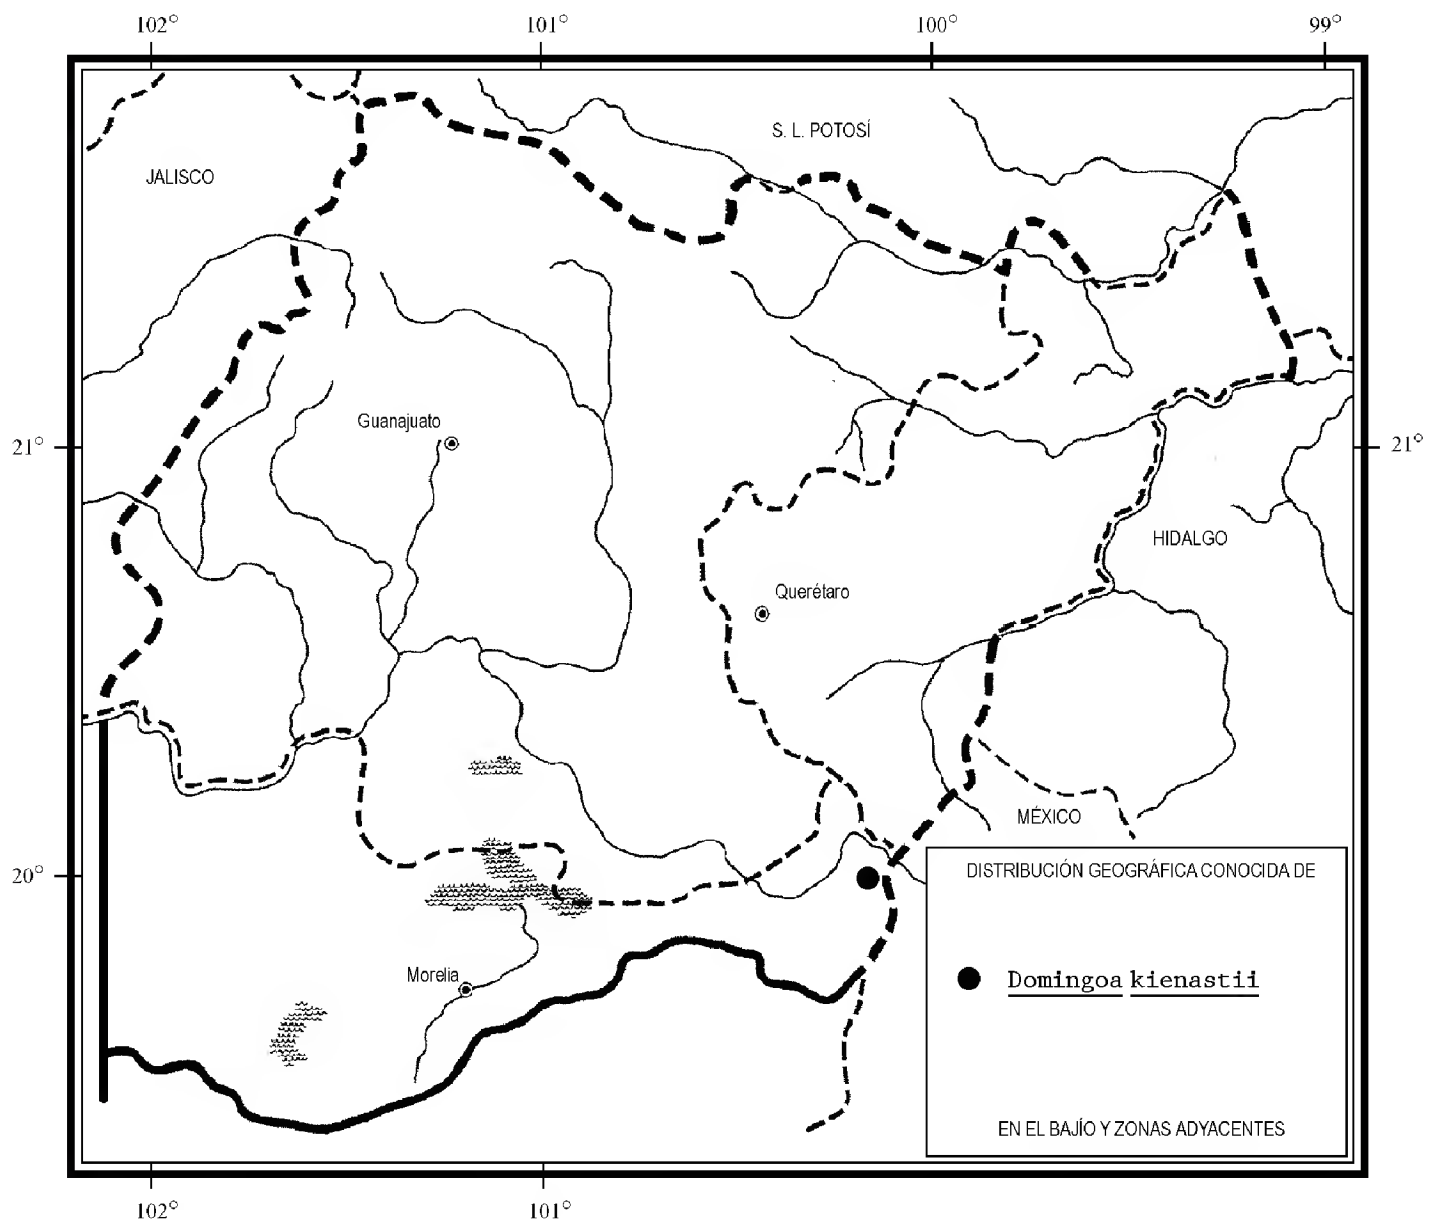 102°
101°
100°
99°
S. L. POTOSÍ
JALISCO
Guanajuato
21°
21°
HIDALGO
Querétaro
MÉXICO
20°
DISTRIBUCIÓN GEOGRÁFICA CONOCIDA DE
Morelia
Domingoa kienastii
EN EL BAJÍO Y ZONAS ADYACENTES
102°
101°